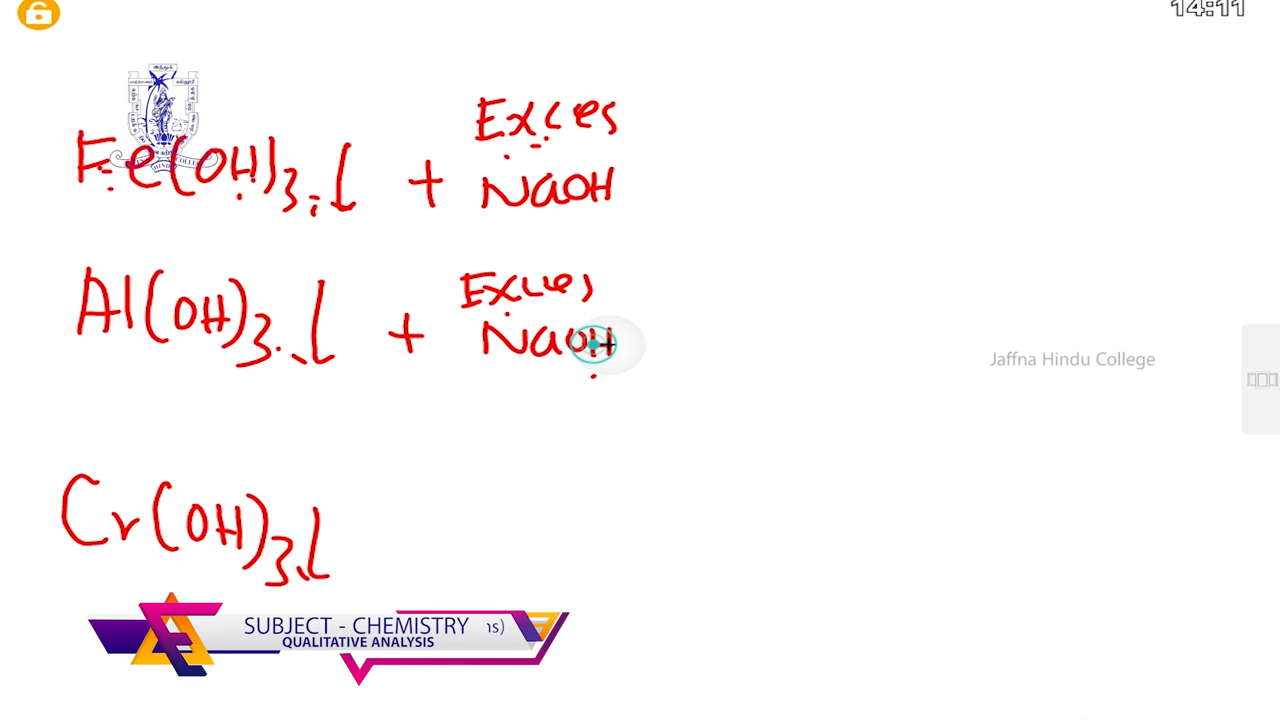 14:11
Exces
Fe(OH)3↓ + NaOH
Exces
Al(OH)3↓ + NaOH
Jaffna Hindu College
Cr(OH)3↓
SUBJECT - CHEMISTRY
QUALITATIVE ANALYSIS